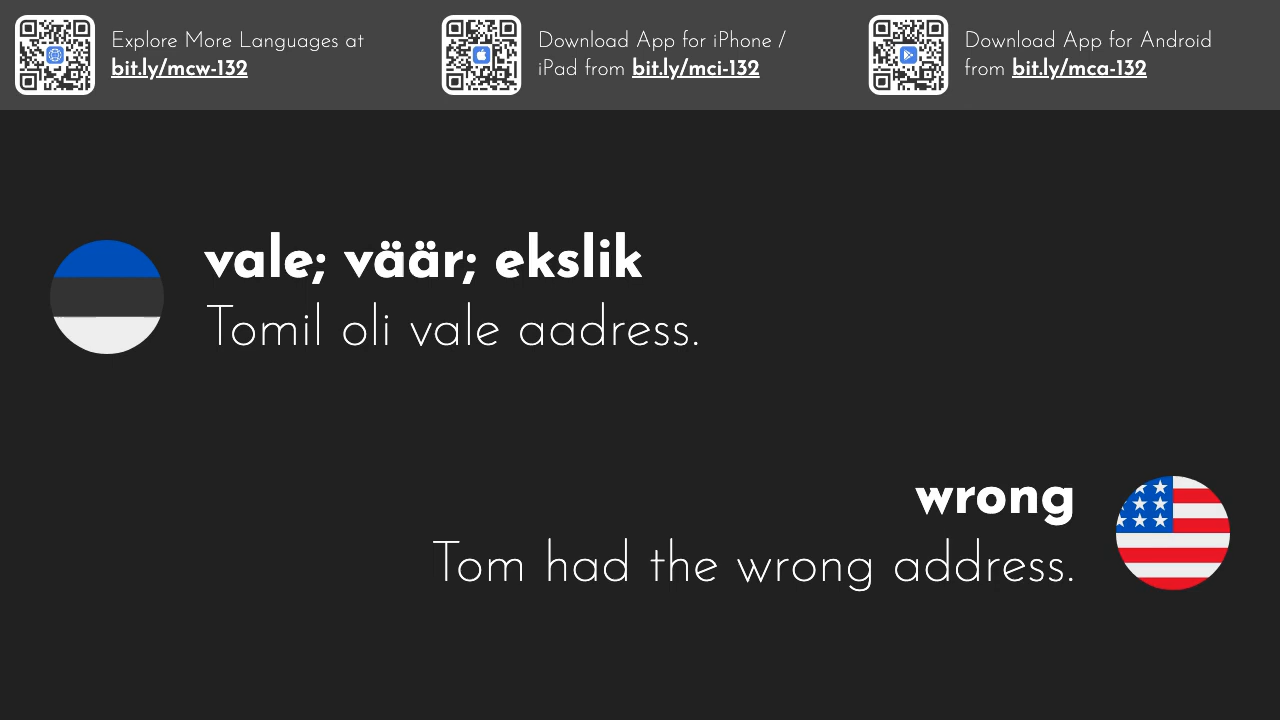 Explore More Languages at
bit.ly/mcw-132
Download App for iPhone /
iPad from bit.ly/mci-132
Download App for Android
from bit.ly/mca-132
vale; väär; ekslik
Tomil oli vale aadress.
wrong
Tom had the wrong address.